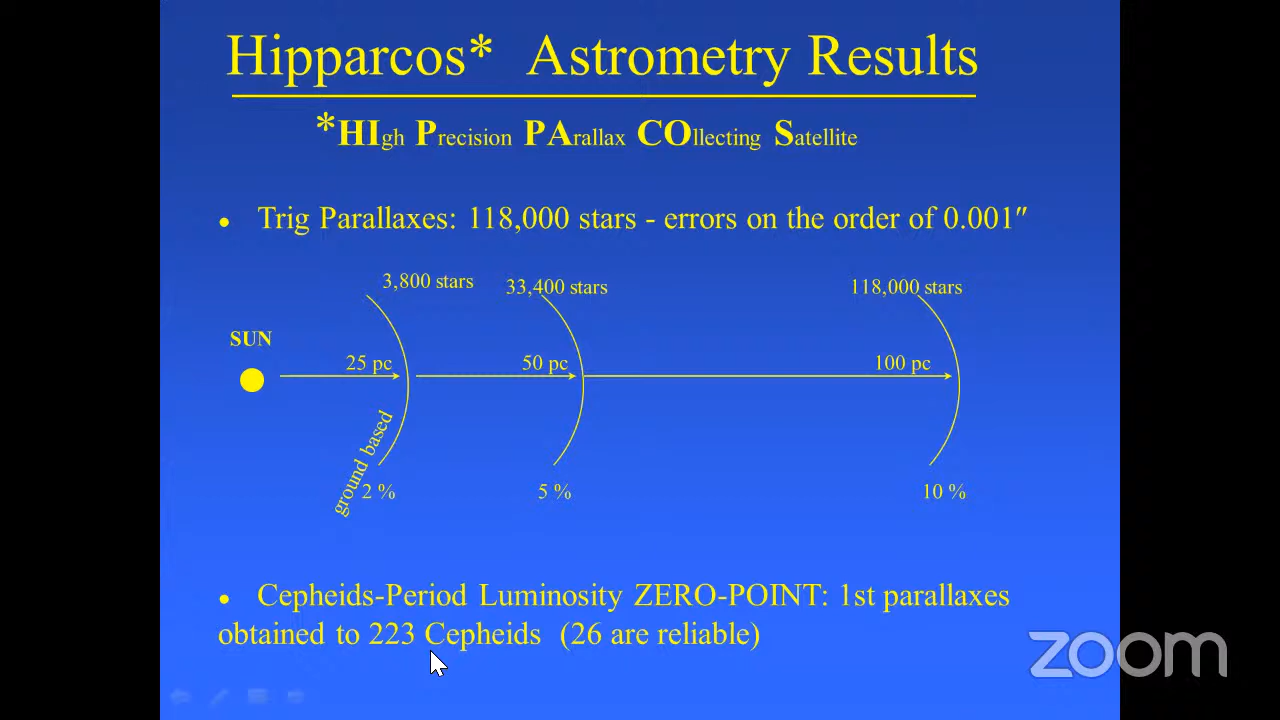 Hipparcos* Astrometry Results
*HIgh Precision PArallax COllecting Satellite
• Trig Parallaxes: 118,000 stars - errors on the order of 0.001″
3,800 stars
33,400 stars
118,000 stars
SUN
25 pc
50 pc
100 pc
ground based
2 %
5 %
10 %
• Cepheids-Period Luminosity ZERO-POINT: 1st parallaxes
obtained to 223 Cepheids (26 are reliable)
zoom